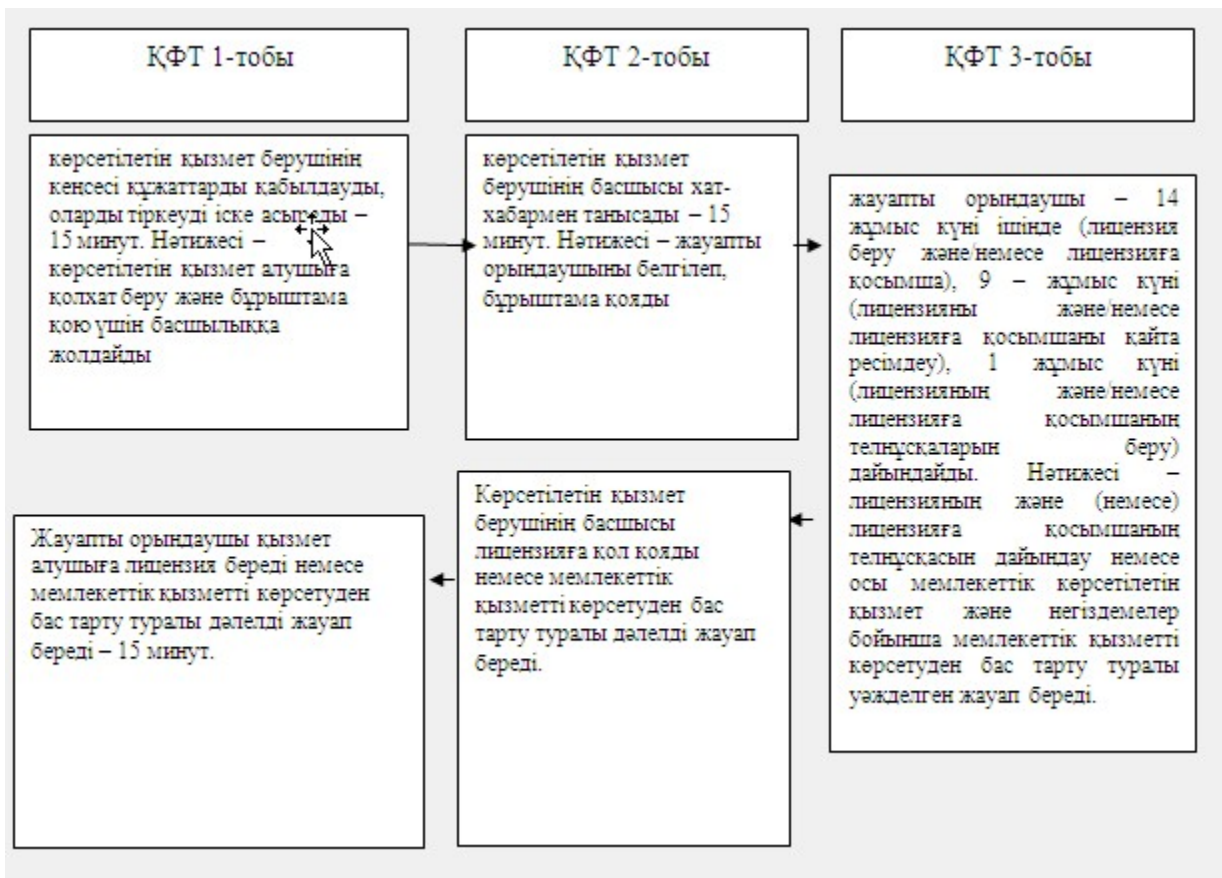 ҚФТ 1-тобы
ҚФТ 2-тобы
ҚФТ 3-тобы
көрсетілетін қызмет берушінің
кеңсесі құжаттарды қабылдауды,
оларды тіркеуді іске асырады –
15 минут. Нәтижесі –
көрсетілетін қызмет алушыға
қолхат беру және бұрыштама
қою үшін басшылыққа
жолдайды
көрсетілетін қызмет
берушінің басшысы хат-
хабармен танысады – 15
минут. Нәтижесі – жауапты
орындаушыны белгілеп,
бұрыштама қояды
жауапты орындаушы – 14
жұмыс күні ішінде (лицензия
беру және/немесе лицензияға
қосымша), 9 – жұмыс күні
(лицензияны және/немесе
лицензияға қосымшаны қайта
ресімдеу), 1 жұмыс күні
(лицензияның және/немесе
лицензияға қосымшаның
телнұсқаларын беру)
дайындайды. Нәтижесі –
лицензияның және (немесе)
лицензияға қосымшаның
телнұсқасын дайындау немесе
осы мемлекеттік көрсетілетін
қызмет және негіздемелер
бойынша мемлекеттік қызметті
көрсетуден бас тарту туралы
уәжделген жауап береді.
Көрсетілетін қызмет
берушінің басшысы
лицензияға қол қояды
немесе мемлекеттік
қызметті көрсетуден бас
тарту туралы дәлелді жауап
береді.
Жауапты орындаушы қызмет
алушыға лицензия береді немесе
мемлекеттік қызметті көрсетуден
бас тарту туралы дәлелді жауап
береді – 15 минут.